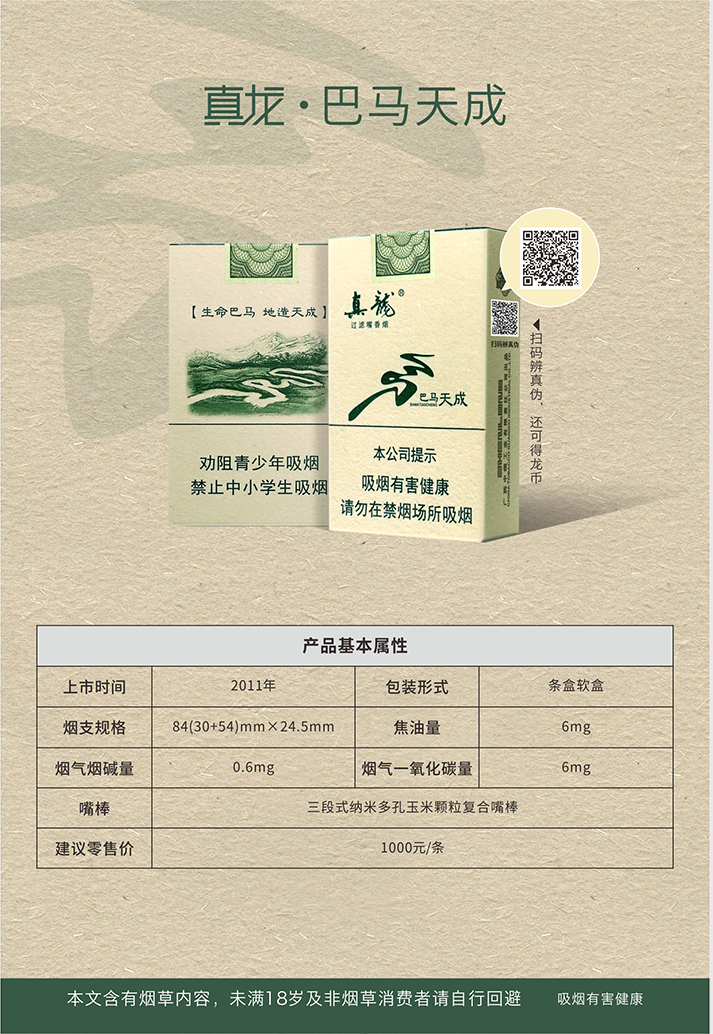 真龙·巴马天成
【生命巴马 地造天成】
劝阻青少年吸烟
禁止中小学生吸烟
真龍®
过滤嘴香烟
巴马天成
BAMATIANCHENG
本公司提示
吸烟有害健康
请勿在禁烟场所吸烟
扫码辨真伪
扫码辨真伪，还可得龙币
产品基本属性
上市时间 2011年 包装形式 条盒软盒
烟支规格 84(30+54)mm×24.5mm 焦油量 6mg
烟气烟碱量 0.6mg 烟气一氧化碳量 6mg
嘴棒 三段式纳米多孔玉米颗粒复合嘴棒
建议零售价 1000元/条
本文含有烟草内容，未满18岁及非烟草消费者请自行回避 吸烟有害健康